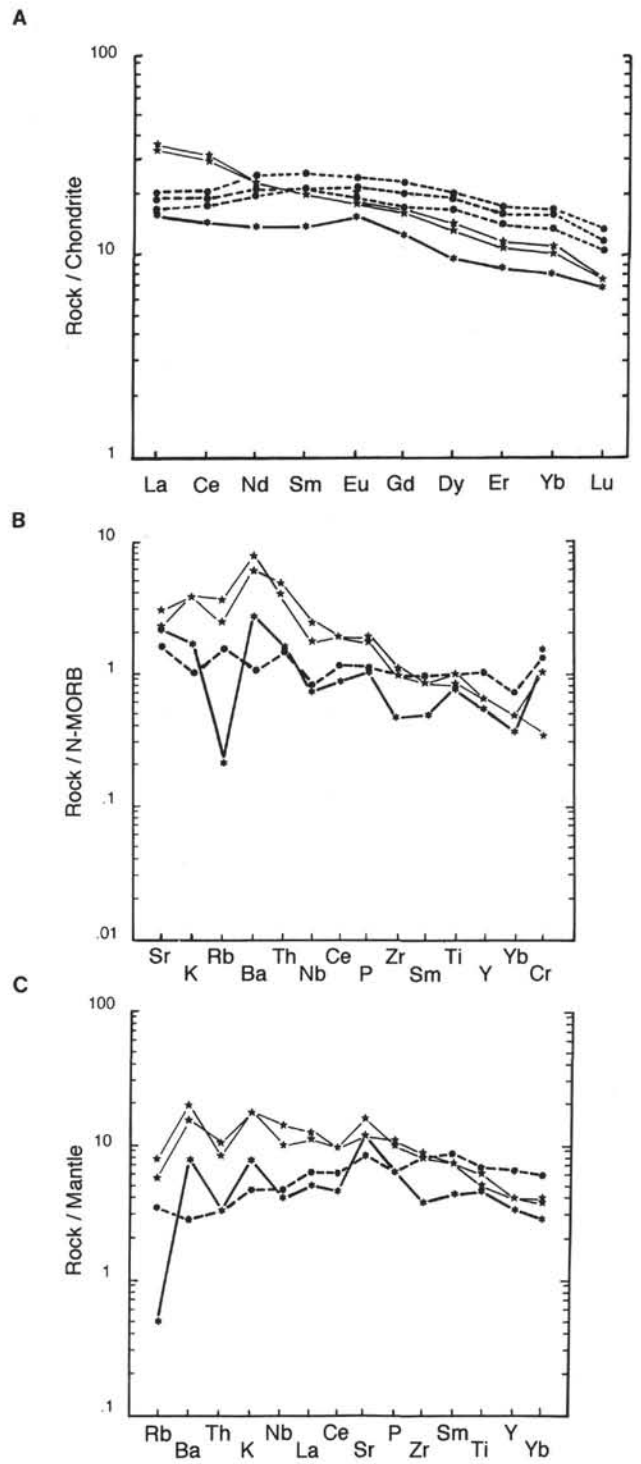 A
100
10
1
Rock / Chondrite
La Ce Nd Sm Eu Gd Dy Er Yb Lu
B
10
1
.1
.01
Rock / N-MORB
Sr Rb Ba Th Ce Zr Ti Yb
K Nb P Sm Y Cr
C
100
10
1
.1
Rock / Mantle
Rb Th Nb Ce P Sm Y
Ba K La Sr Zr Ti Yb